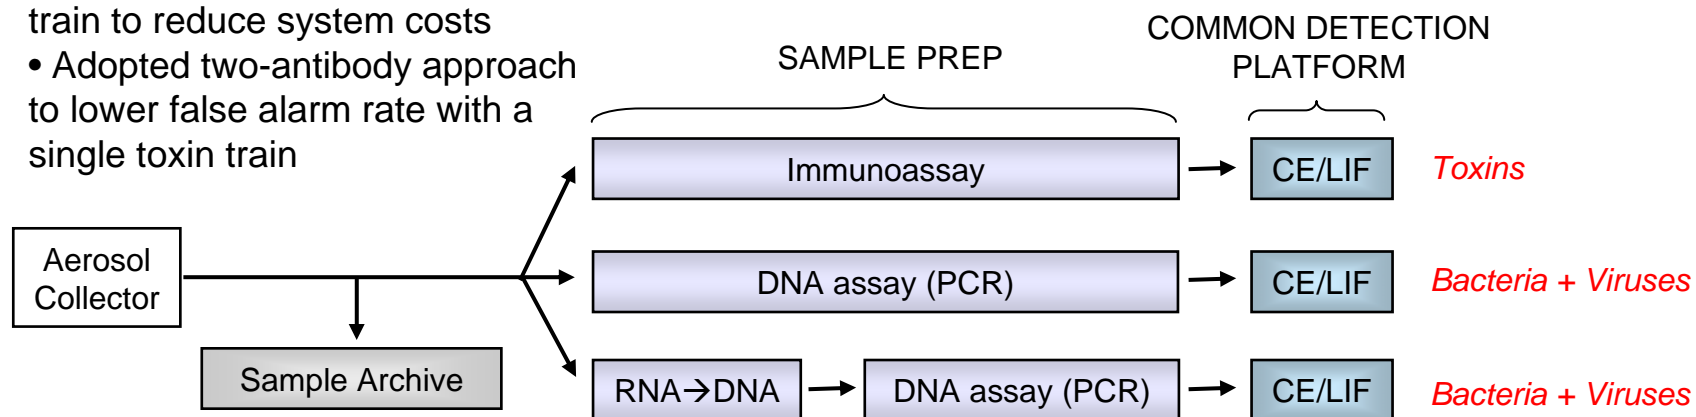 train to reduce system costs
• Adopted two-antibody approach
to lower false alarm rate with a
single toxin train
SAMPLE PREP
COMMON DETECTION
PLATFORM
Immunoassay
CE/LIF
Toxins
Aerosol
Collector
DNA assay (PCR)
CE/LIF
Bacteria + Viruses
Sample Archive
RNA→DNA
DNA assay (PCR)
CE/LIF
Bacteria + Viruses